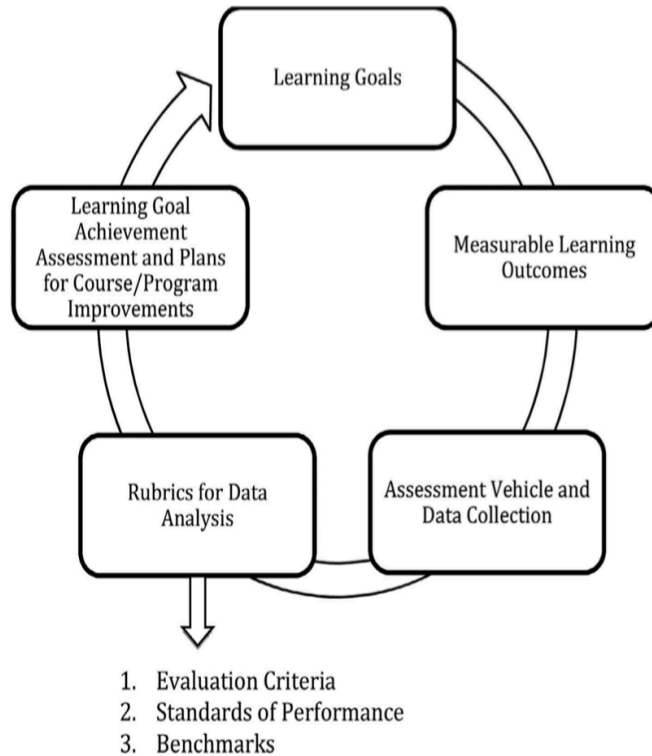 Learning Goals
Measurable Learning
Outcomes
Assessment Vehicle and
Data Collection
Rubrics for Data
Analysis
Learning Goal
Achievement
Assessment and Plans
for Course/Program
Improvements
1. Evaluation Criteria
2. Standards of Performance
3. Benchmarks